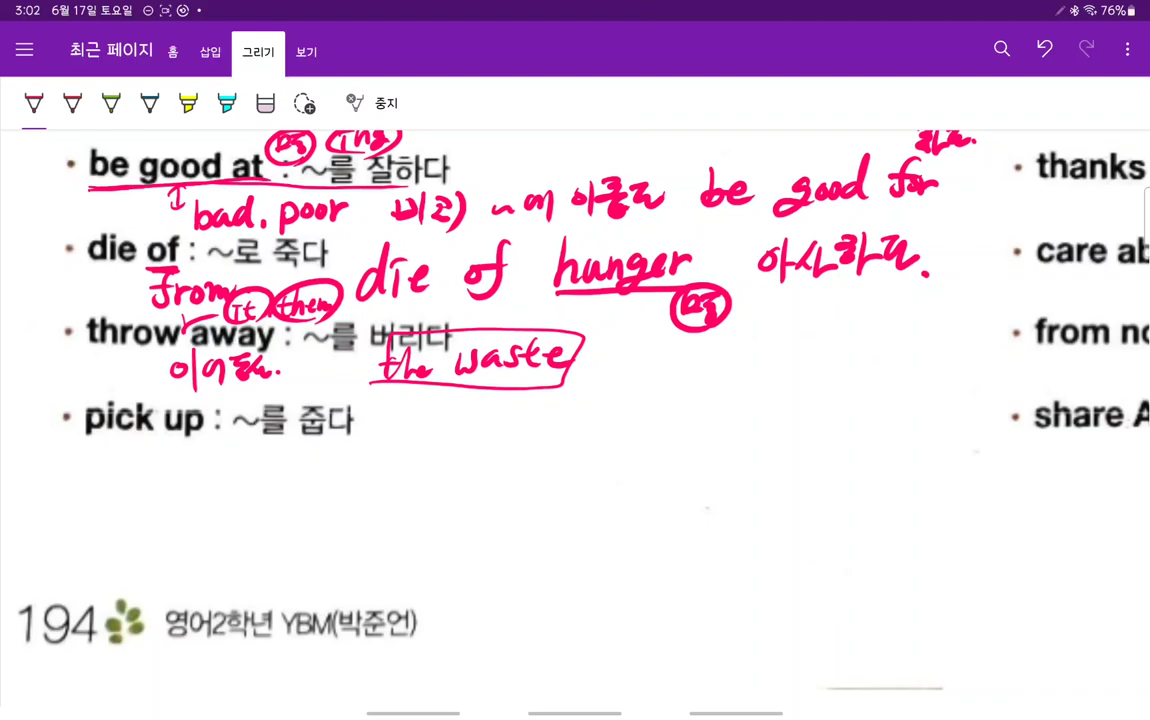 3:02 6월 17일 토요일 76%
최근 페이지 홈 삽입 그리기 보기
중지
명 ing
• be good at : ~를 잘하다
bad, poor 비교) ~에 이롭다 be good for
• die of : ~로 죽다
from die of hunger 아사하다.
명
it them
• throw away : ~를 버리다
이어동사. the waste
• pick up : ~를 줍다
• thanks
• care ab
• from no
• share A
194 영어2학년 YBM(박준언)